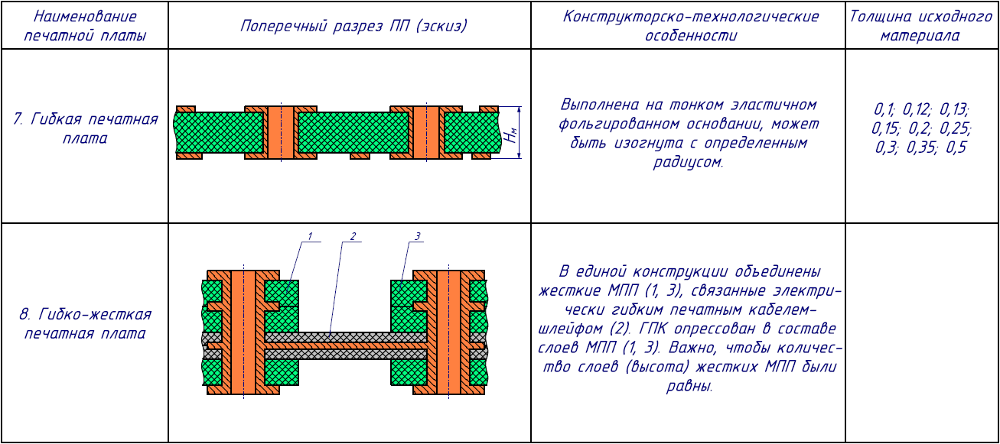 Наименование
печатной платы
Поперечный разрез ПП (эскиз)
Конструкторско-технологические
особенности
Толщина исходного
материала
7. Гибкая печатная
плата
Hм
Выполнена на тонком эластичном
фольгированном основании, может
быть изогнута с определенным
радиусом.
0,1; 0,12; 0,13;
0,15; 0,2; 0,25;
0,3; 0,35; 0,5
8. Гибко-жесткая
печатная плата
1
2
3
В единой конструкции объединены
жесткие МПП (1, 3), связанные электри-
чески гибким печатным кабелем-
шлейфом (2). ГПК опрессован в составе
слоев МПП (1, 3). Важно, чтобы количес-
тво слоев (высота) жестких МПП были
равны.